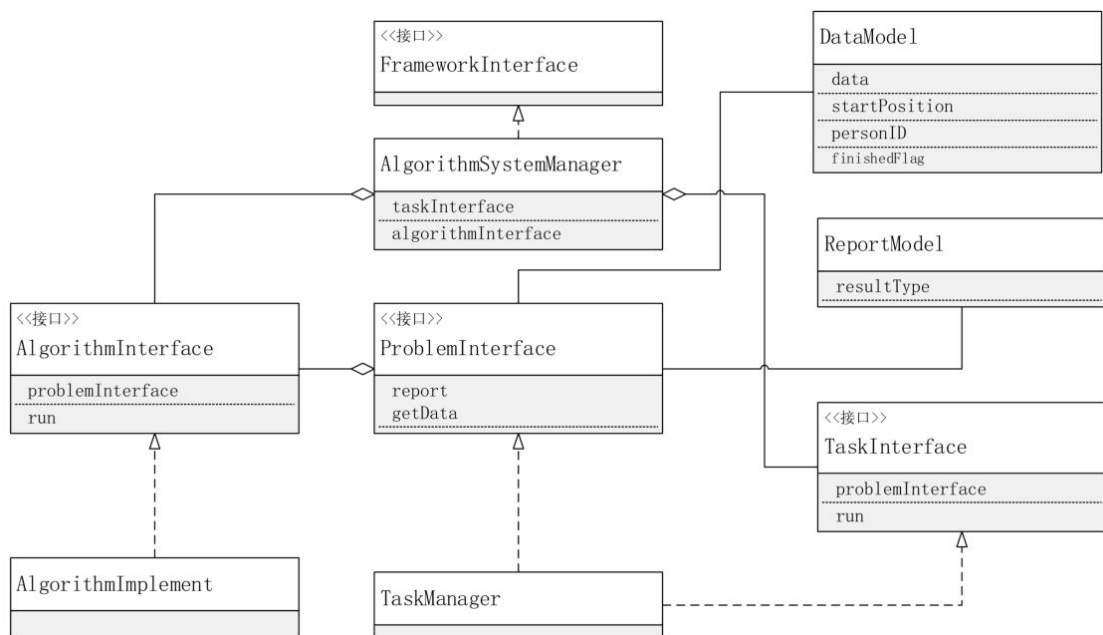 <<接口>>
FrameworkInterface
DataModel
data
startPosition
personID
finishedFlag
AlgorithmSystemManager
taskInterface
algorithmInterface
ReportModel
resultType
<<接口>>
AlgorithmInterface
problemInterface
run
<<接口>>
ProblemInterface
report
getData
<<接口>>
TaskInterface
problemInterface
run
AlgorithmImplement
TaskManager